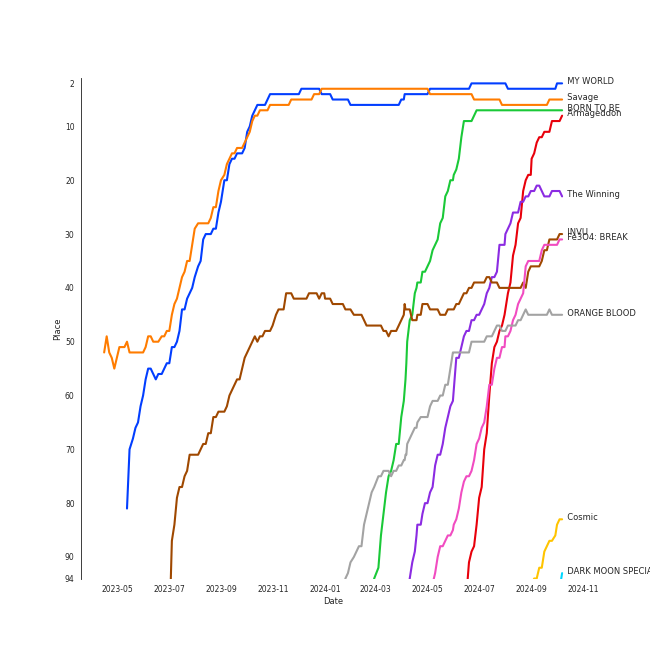 2
10
20
30
40
50
60
70
80
90
94
Place
2023-05
2023-07
2023-09
2023-11
2024-01
2024-03
2024-05
2024-07
2024-09
2024-11
Date
MY WORLD
Savage
BORN TO BE
Armageddon
The Winning
INVU
Fe3O4: BREAK
ORANGE BLOOD
Cosmic
DARK MOON SPECIA